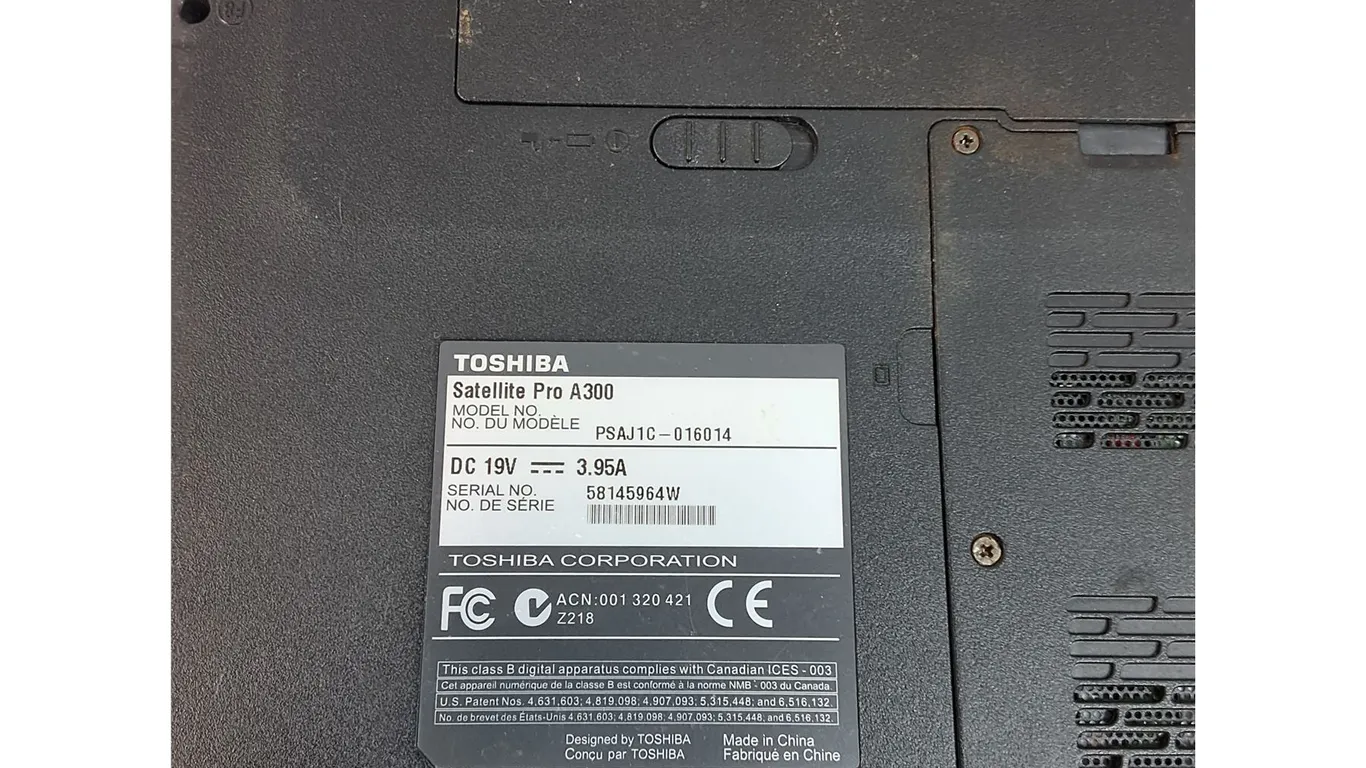 F8
TOSHIBA
Satellite Pro A300
MODEL NO.
NO. DU MODÈLE PSAJ1C-016014
DC 19V 3.95A
SERIAL NO. 58145964W
NO. DE SÉRIE
TOSHIBA CORPORATION
FC ACN:001 320 421 CE
Z218
This class B digital apparatus complies with Canadian ICES - 003
Cet appareil numérique de la classe B est conformé à la norme NMB - 003 du Canada.
U.S. Patent Nos. 4,631,603; 4,819,098; 4,907,093; 5,315,448; and 6,516,132.
No. de brevet des États-Unis 4,631,603; 4,819,098; 4,907,093; 5,315,448; and 6,516,132.
Designed by TOSHIBA Made in China
Conçu par TOSHIBA Fabriqué en Chine